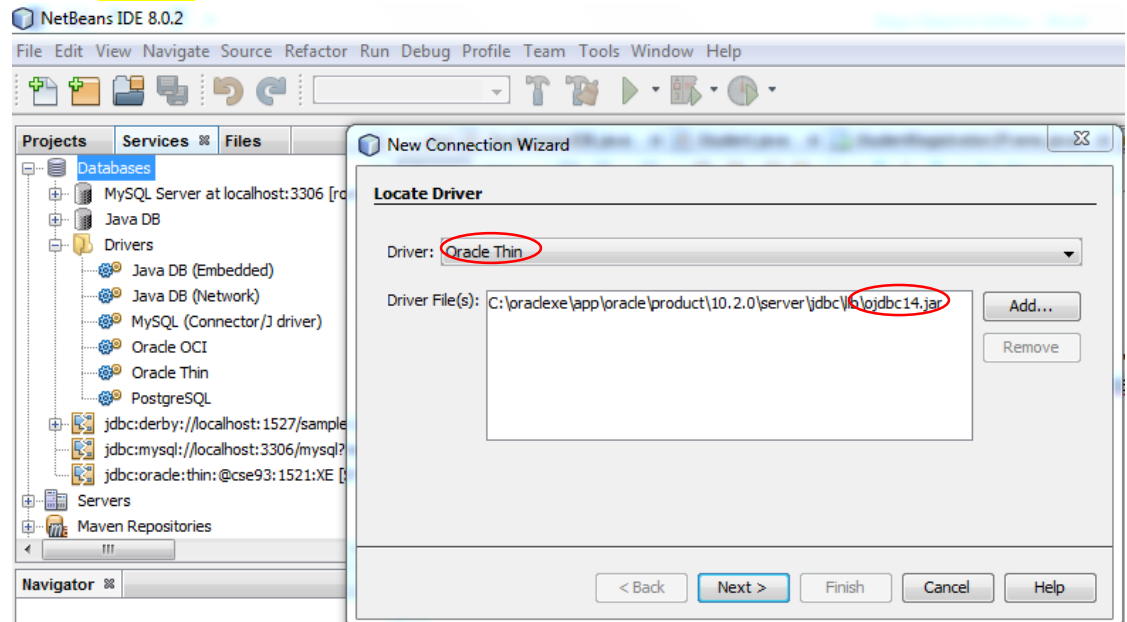 NetBeans IDE 8.0.2
File Edit View Navigate Source Refactor Run Debug Profile Team Tools Window Help
Projects Services Files
Databases
MySQL Server at localhost:3306 [ro
Java DB
Drivers
Java DB (Embedded)
Java DB (Network)
MySQL (Connector/J driver)
Oracle OCI
Oracle Thin
PostgreSQL
jdbc:derby://localhost:1527/sample
jdbc:mysql://localhost:3306/mysql?
jdbc:oracle:thin:@cse93:1521:XE [
Servers
Maven Repositories
Navigator
New Connection Wizard
Locate Driver
Driver: Oracle Thin
Driver File(s): C:\oraclexe\app\oracle\product\10.2.0\server\jdbc\lib\ojdbc14.jar
Add...
Remove
< Back Next > Finish Cancel Help